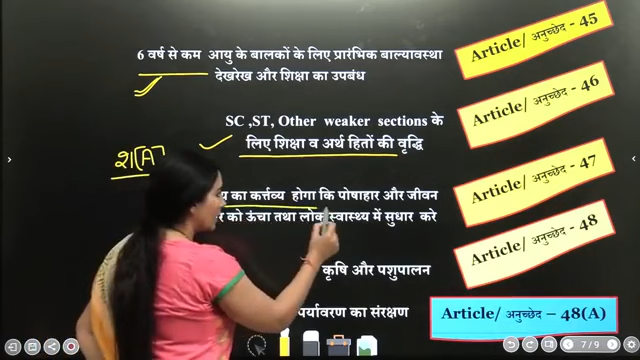 6 वर्ष से कम आयु के बालकों के लिए प्रारंभिक बाल्यावस्था
देखरेख और शिक्षा का उपबंध
Article/ अनुच्छेद - 45
SC ,ST, Other weaker sections के
लिए शिक्षा व अर्थ हितों की वृद्धि
Article/ अनुच्छेद - 46
21(A)
का कर्त्तव्य होगा कि पोषाहार और जीवन
को ऊंचा तथा लोक स्वास्थ्य में सुधार करे
Article/ अनुच्छेद - 47
कृषि और पशुपालन
Article/ अनुच्छेद - 48
पर्यावरण का संरक्षण
Article/ अनुच्छेद – 48(A)
7 / 9